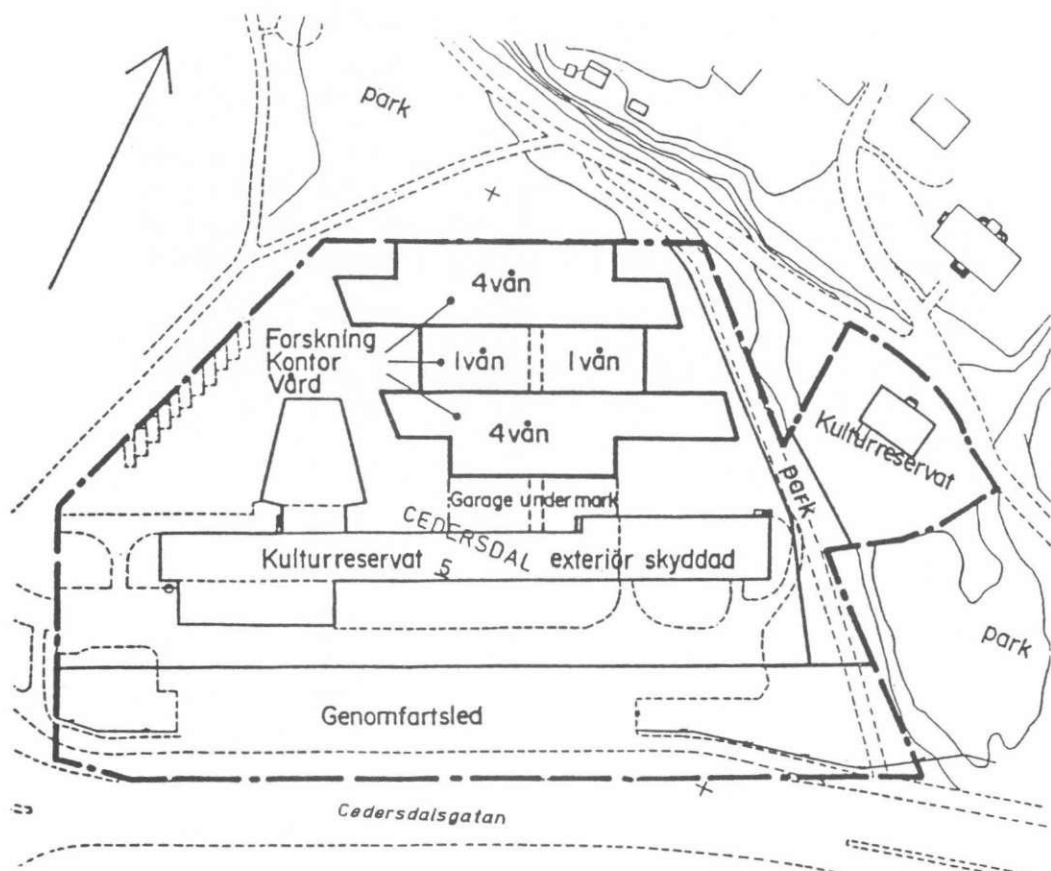 park
4vån
Forskning
Kontor
Vård
1vån
1vån
4vån
Kulturreservat
park
Garage under mark
CEDERSDAL
Kulturreservat 5 exteriör skyddad
park
Genomfartsled
Cedersdalsgatan